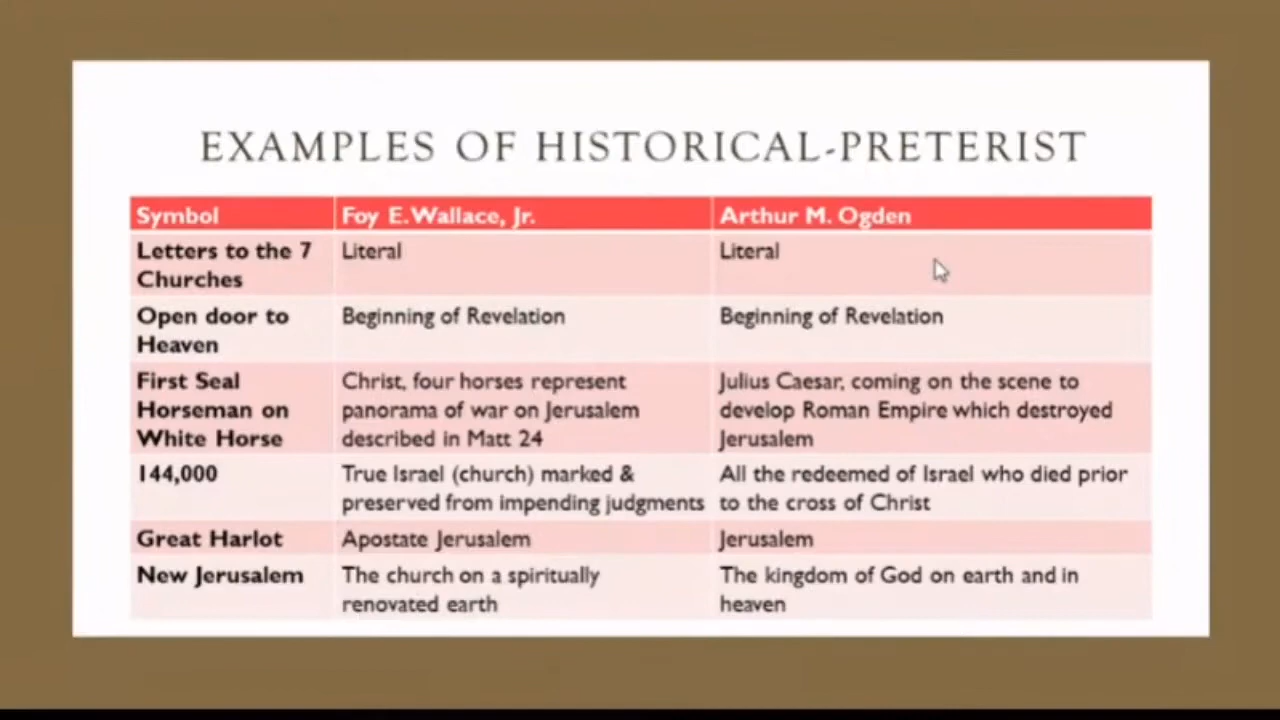 EXAMPLES OF HISTORICAL-PRETERIST
Symbol Foy E. Wallace, Jr. Arthur M. Ogden
Letters to the 7 Literal Literal
Churches
Open door to Beginning of Revelation Beginning of Revelation
Heaven
First Seal Christ, four horses represent Julius Caesar, coming on the scene to
Horseman on panorama of war on Jerusalem develop Roman Empire which destroyed
White Horse described in Matt 24 Jerusalem
144,000 True Israel (church) marked & All the redeemed of Israel who died prior
preserved from impending judgments to the cross of Christ
Great Harlot Apostate Jerusalem Jerusalem
New Jerusalem The church on a spiritually The kingdom of God on earth and in
renovated earth heaven